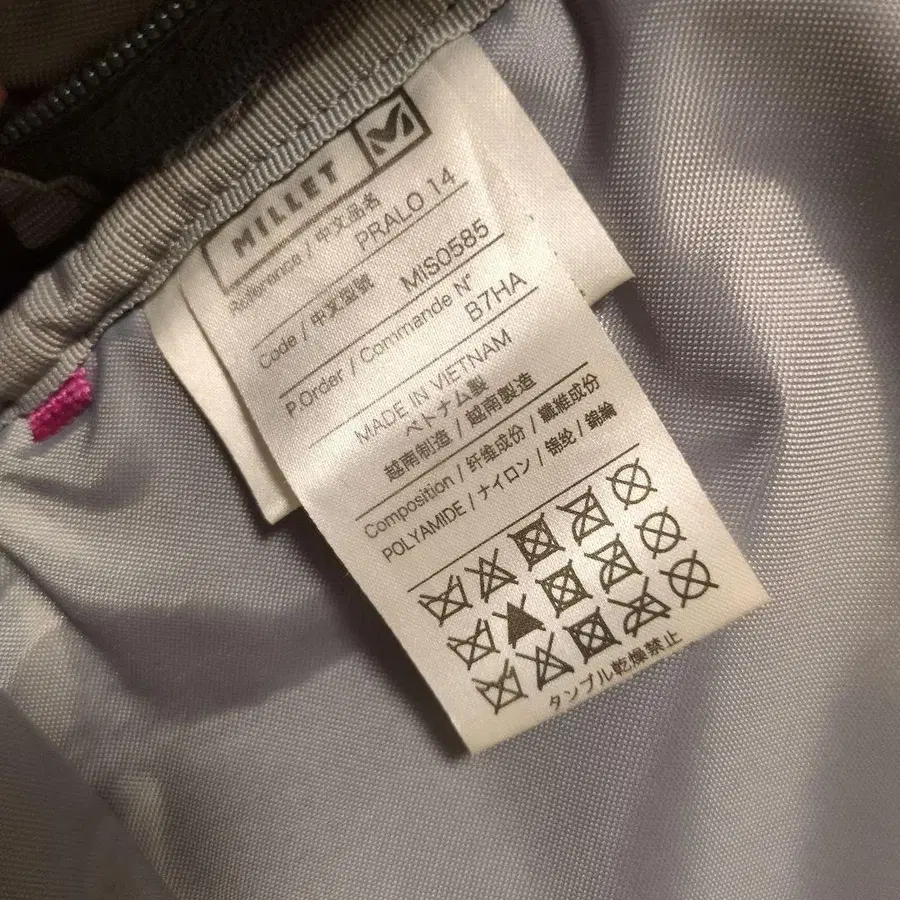 MILLET
Reference / 中文品名
PRALO 14
Code / 中文型號
MIS0585
P.Order / Commande N°
B7HA
MADE IN VIETNAM
ベトナム製
越南制造 / 越南製造
Composition / 纤维成份 / 纖維成份
POLYAMIDE / ナイロン / 锦纶 / 錦綸
タンブル乾燥禁止